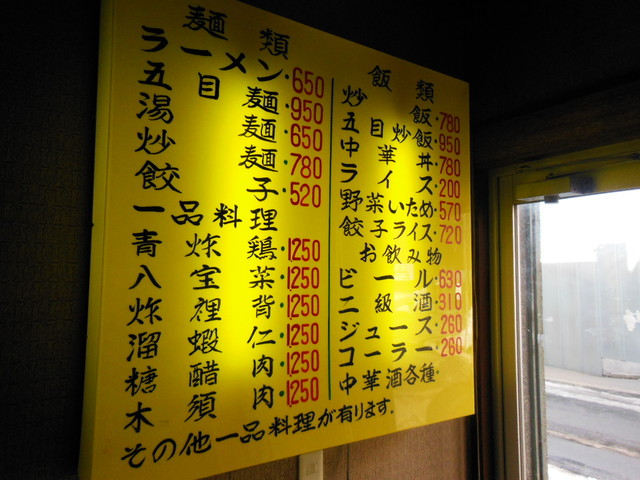 麺類
ラーメン・650
五目麺・950
湯麺・650
炒麺・780
餃子・520
一品料理
青炸鶏・1250
八宝菜・1250
炸裡背・1250
溜蝦仁・1250
糖醋肉・1250
木須肉・1250
飯類
炒飯・780
五目炒飯・950
中華丼・780
ライス・200
野菜いため・570
餃子ライス・720
お飲み物
ビール・630
二級酒・310
ジュース・260
コーラー・260
中華酒各種・
その他一品料理が有ります.